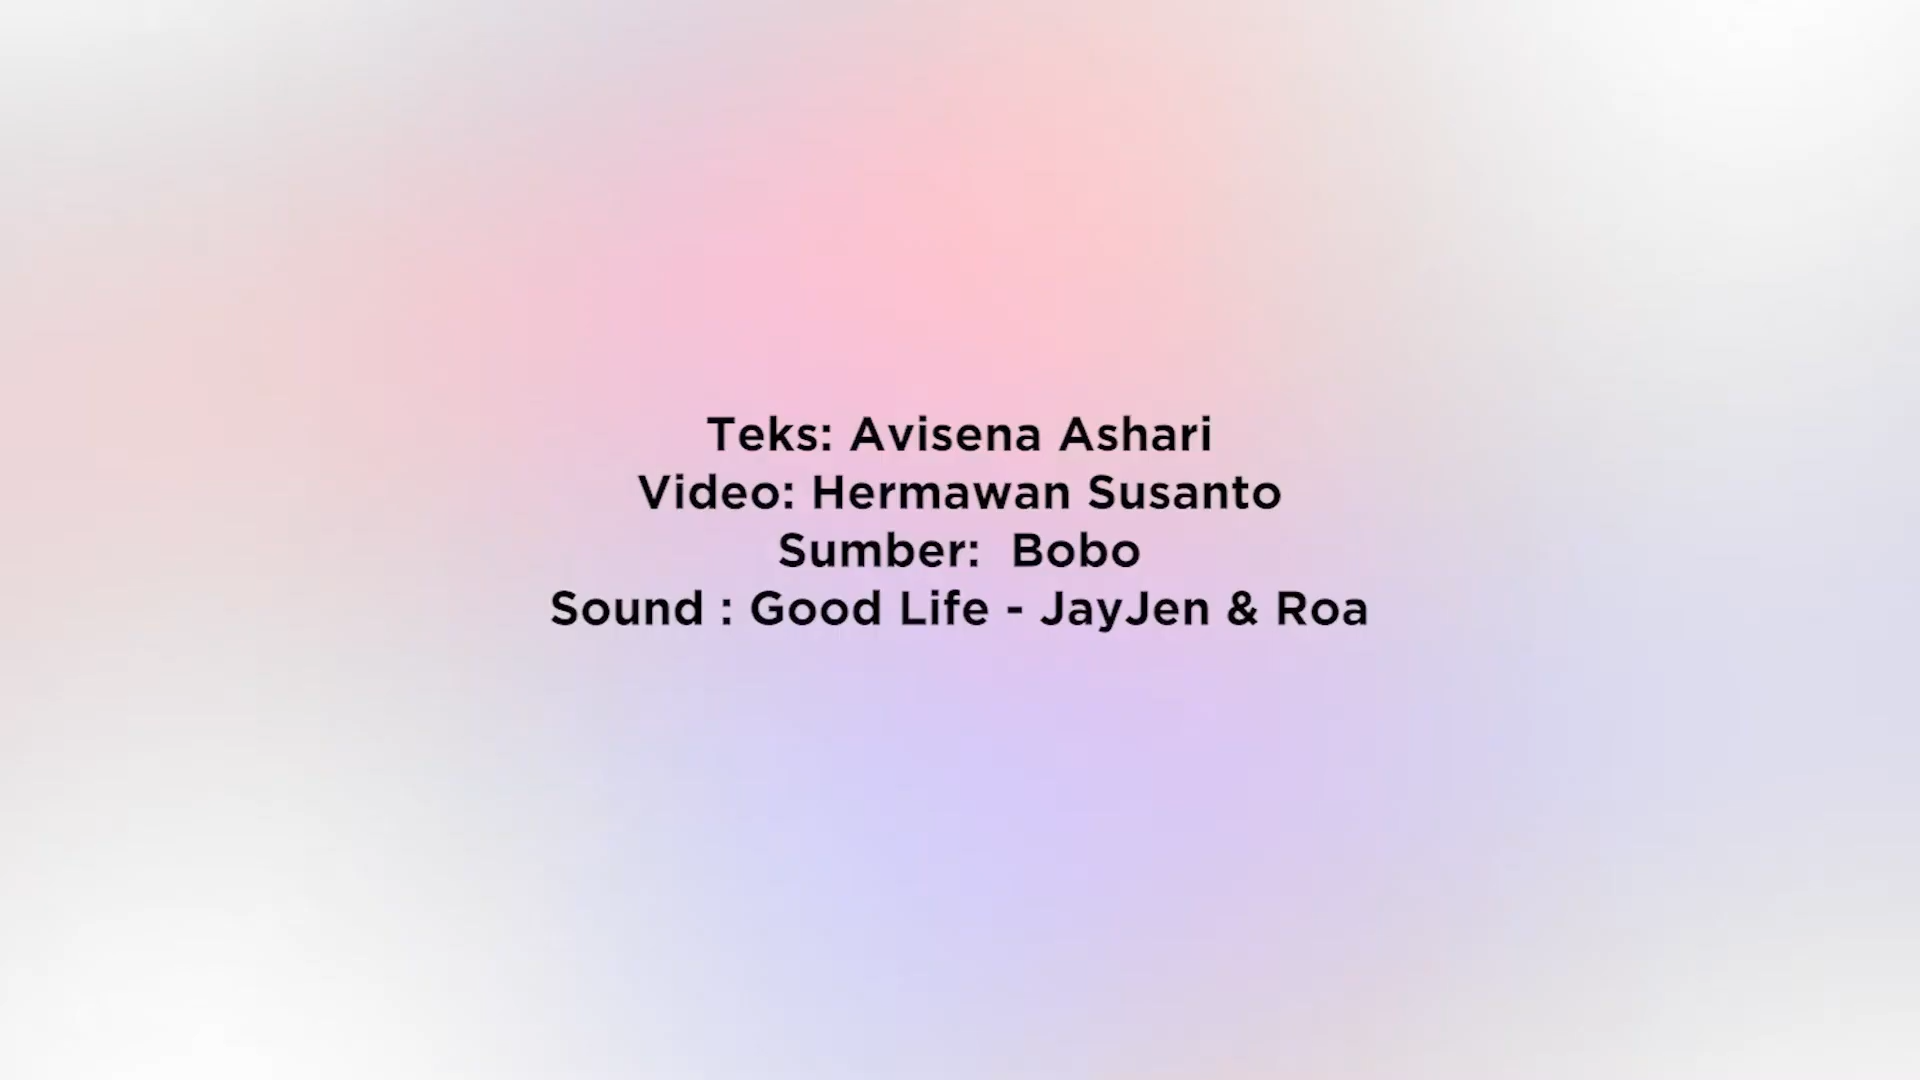 Teks: Avisena Ashari
Video: Hermawan Susanto
Sumber:  Bobo
Sound : Good Life - JayJen & Roa